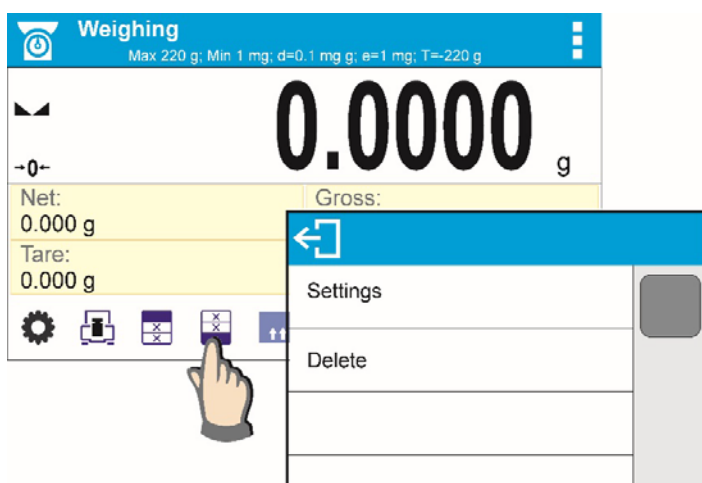 Weighing
Max 220 g; Min 1 mg; d=0.1 mg g; e=1 mg; T=-220 g
0.0000 g
→0←
Net:
0.000 g
Gross:
Tare:
0.000 g
Settings
Delete